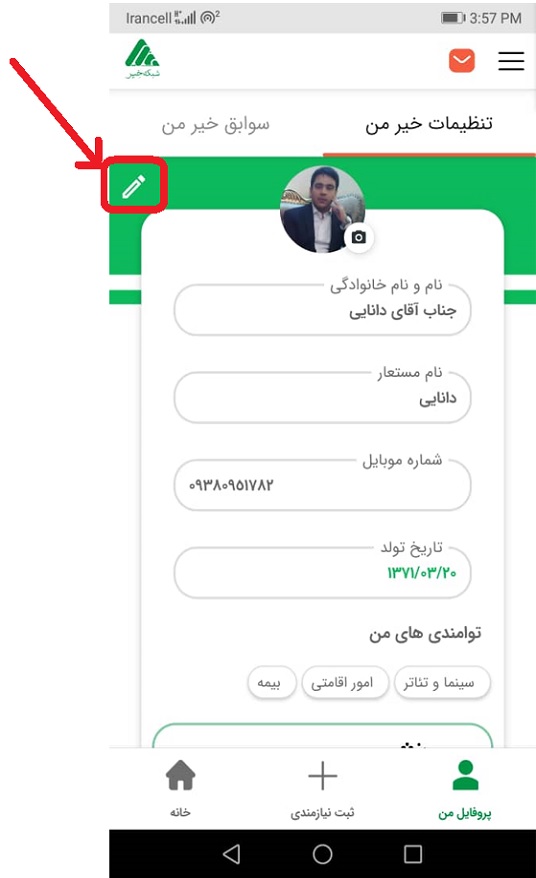 Irancell H+ 2 3:57 PM
شبکه خیر
تنظیمات خیر من
سوابق خیر من
نام و نام خانوادگی
جناب آقای دانایی
نام مستعار
دانایی
شماره موبایل
۰۹۳۸۰۹۵۱۷۸۲
تاریخ تولد
۱۳۷۱/۰۳/۲۰
توامندی های من
سینما و تئاتر
امور اقامتی
بیمه
پروفایل من
ثبت نیازمندی
خانه